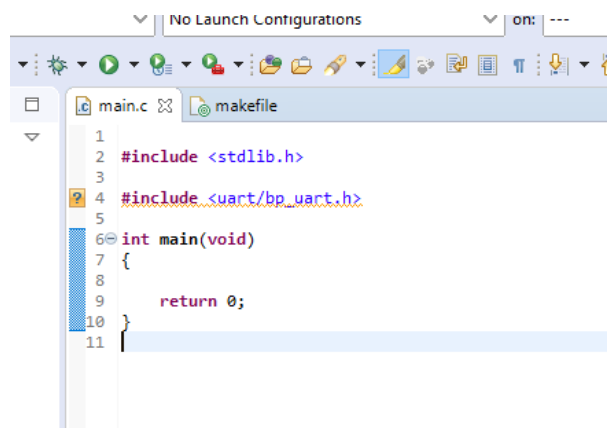 No Launch Configurations
on: ---
main.c
makefile
1
2 #include <stdlib.h>
3
4 #include <uart/bp_uart.h>
5
6 int main(void)
7 {
8
9 return 0;
10 }
11